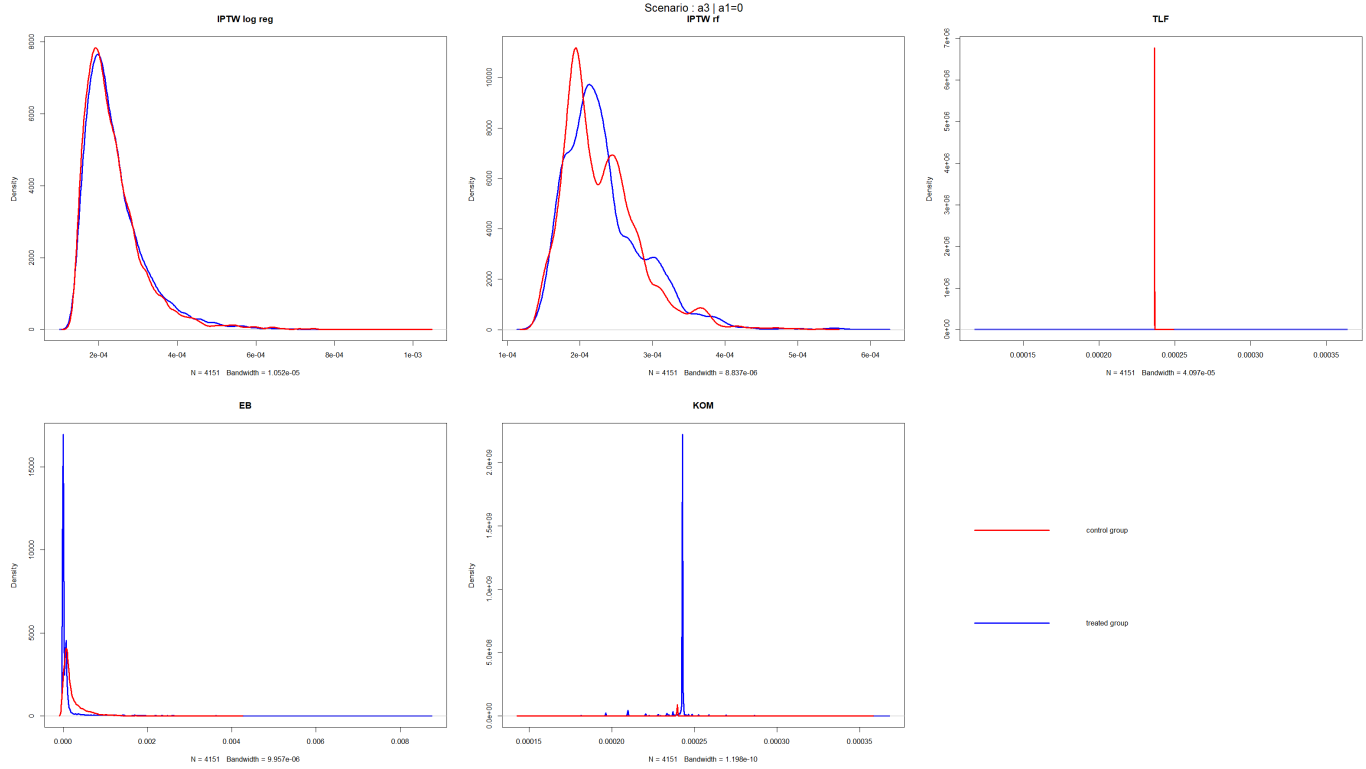 Scenario : a3 | a1=0
IPTW log reg
Density
0
2000
4000
6000
8000
2e-04 4e-04 6e-04 8e-04 1e-03
N = 4151 Bandwidth = 1.052e-05
IPTW rf
Density
0
2000
4000
6000
8000
10000
1e-04 2e-04 3e-04 4e-04 5e-04 6e-04
N = 4151 Bandwidth = 8.837e-06
TLF
Density
0e+00
1e+06
2e+06
3e+06
4e+06
5e+06
6e+06
7e+06
0.00015 0.00020 0.00025 0.00030 0.00035
N = 4151 Bandwidth = 4.097e-05
EB
Density
0
5000
10000
15000
0.000 0.002 0.004 0.006 0.008
N = 4151 Bandwidth = 9.957e-06
KOM
Density
0.0e+00
5.0e+08
1.0e+09
1.5e+09
2.0e+09
0.00015 0.00020 0.00025 0.00030 0.00035
N = 4151 Bandwidth = 1.198e-10
control group
treated group